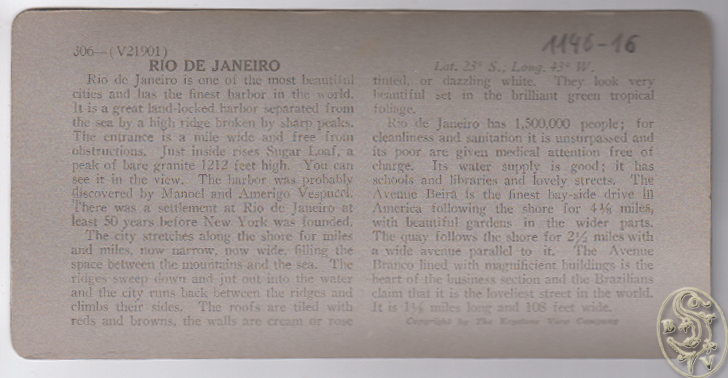 306—(V21901)
RIO DE JANEIRO
Rio de Janeiro is one of the most beautiful
cities and has the finest harbor in the world.
It is a great land-locked harbor separated from
the sea by a high ridge broken by sharp peaks.
The entrance is a mile wide and free from
obstructions. Just inside rises Sugar Loaf, a
peak of bare granite 1212 feet high. You can
see it in the view. The harbor was probably
discovered by Manoel and Amerigo Vespucci.
There was a settlement at Rio de Janeiro at
least 50 years before New York was founded.
The city stretches along the shore for miles
and miles, now narrow, now wide, filling the
space between the mountains and the sea. The
ridges sweep down and jut out into the water
and the city runs back between the ridges and
climbs their sides. The roofs are tiled with
reds and browns, the walls are cream or rose
1146-16
Lat. 23° S.; Long. 43° W.
tinted, or dazzling white. They look very
beautiful set in the brilliant green tropical
foliage.
Rio de Janeiro has 1,500,000 people; for
cleanliness and sanitation it is unsurpassed and
its poor are given medical attention free of
charge. Its water supply is good; it has
schools and libraries and lovely streets. The
Avenue Beira is the finest bay-side drive in
America following the shore for 4⅜ miles,
with beautiful gardens in the wider parts.
The quay follows the shore for 2½ miles with
a wide avenue parallel to it. The Avenue
Branco lined with magnificient buildings is the
heart of the business section and the Brazilians
claim that it is the loveliest street in the world.
It is 1⅛ miles long and 108 feet wide.
Copyright by The Keystone View Company